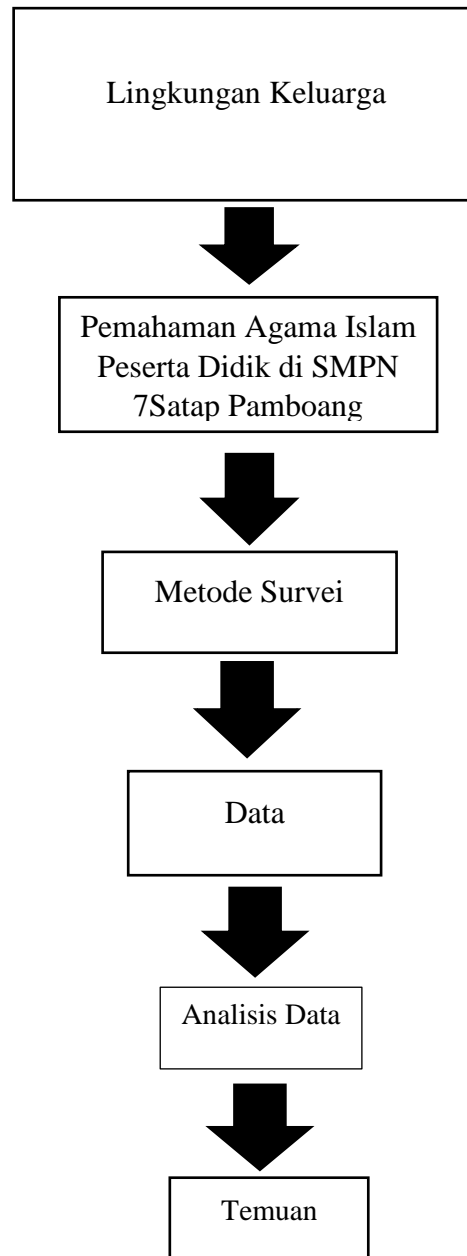 Lingkungan Keluarga
Pemahaman Agama Islam
Peserta Didik di SMPN
7Satap Pamboang
Metode Survei
Data
Analisis Data
Temuan